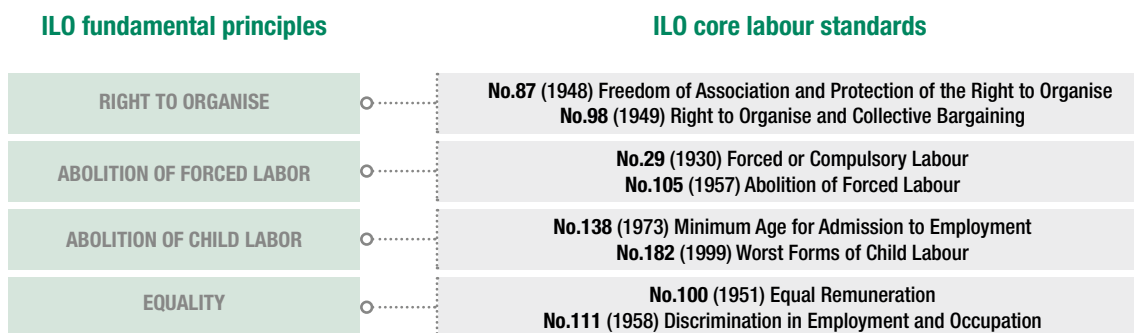 ILO fundamental principles
ILO core labour standards
RIGHT TO ORGANISE
No.87 (1948) Freedom of Association and Protection of the Right to Organise
No.98 (1949) Right to Organise and Collective Bargaining
ABOLITION OF FORCED LABOR
No.29 (1930) Forced or Compulsory Labour
No.105 (1957) Abolition of Forced Labour
ABOLITION OF CHILD LABOR
No.138 (1973) Minimum Age for Admission to Employment
No.182 (1999) Worst Forms of Child Labour
EQUALITY
No.100 (1951) Equal Remuneration
No.111 (1958) Discrimination in Employment and Occupation